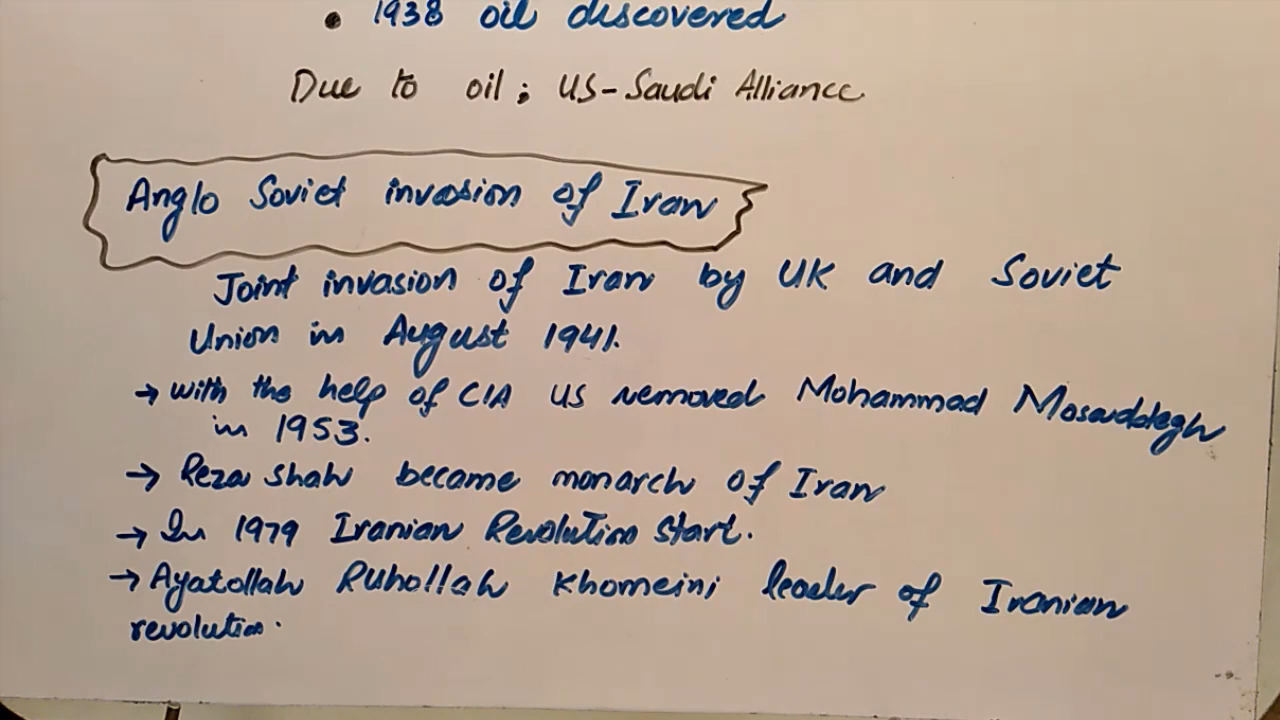 • 1938 oil discovered
Due to oil; US-Saudi Alliance
Anglo Soviet invasion of Iran
Joint invasion of Iran by UK and Soviet
Union in August 1941.
→ with the help of CIA US removed Mohammad Mosaddegh
in 1953.
→ Reza Shah became monarch of Iran
→ In 1979 Iranian Revolution start.
→ Ayatollah Ruhollah Khomeini leader of Iranian
revolution.